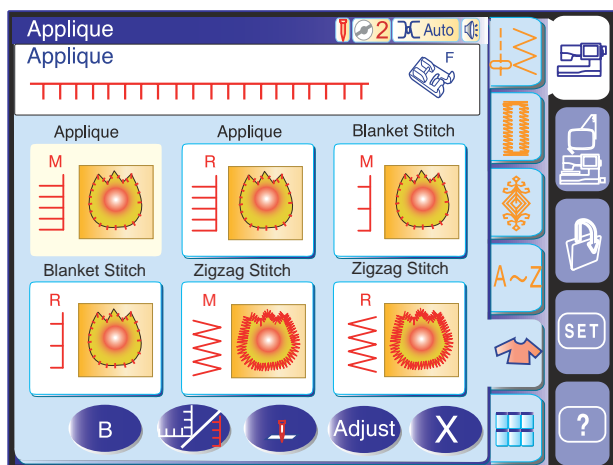 Applique
2 Auto
Applique
F
Applique
Applique
Blanket Stitch
M
R
M
Blanket Stitch
Zigzag Stitch
Zigzag Stitch
R
M
R
B
Adjust
X
A~Z
SET
?